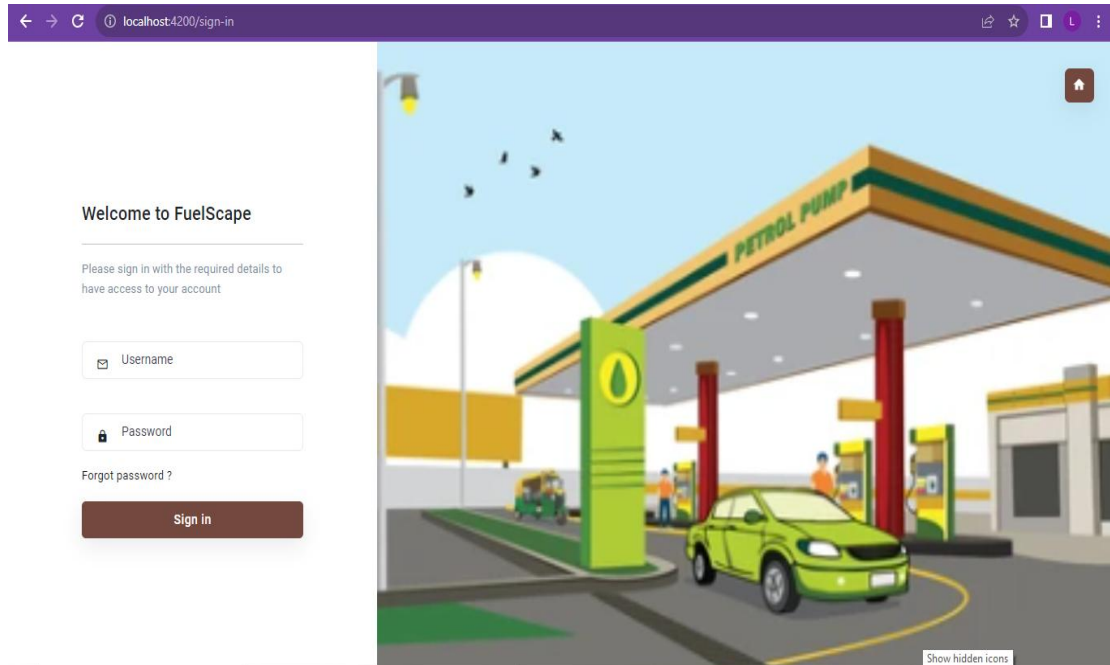 localhost:4200/sign-in
L
Welcome to FuelScape
Please sign in with the required details to
have access to your account
Username
Password
Forgot password ?
Sign in
PETROL PUMP
Show hidden icons